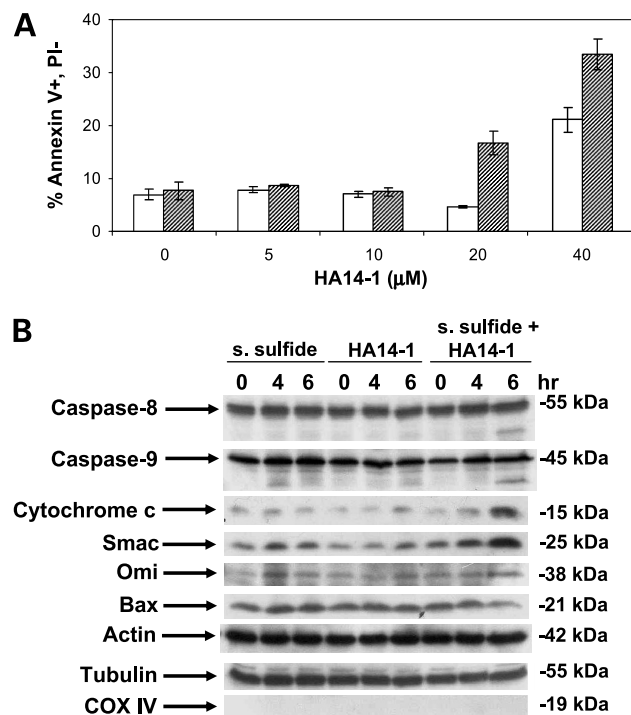 A
% Annexin V+, PI-
40
30
20
10
0
0 5 10 20 40
HA14-1 (μM)
B
s. sulfide HA14-1 s. sulfide + HA14-1
0 4 6 0 4 6 0 4 6 hr
Caspase-8 -55 kDa
Caspase-9 -45 kDa
Cytochrome c -15 kDa
Smac -25 kDa
Omi -38 kDa
Bax -21 kDa
Actin -42 kDa
Tubulin -55 kDa
COX IV -19 kDa